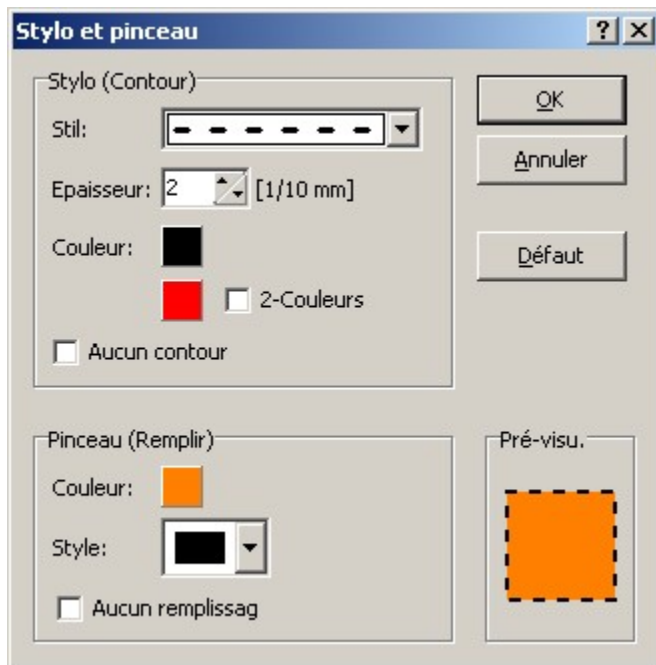 Stylo et pinceau
Stylo (Contour)
Stil:
Epaisseur: 2 [1/10 mm]
Couleur:
2-Couleurs
Aucun contour
OK
Annuler
Défaut
Pinceau (Remplir)
Couleur:
Style:
Aucun remplissag
Pré-visu.